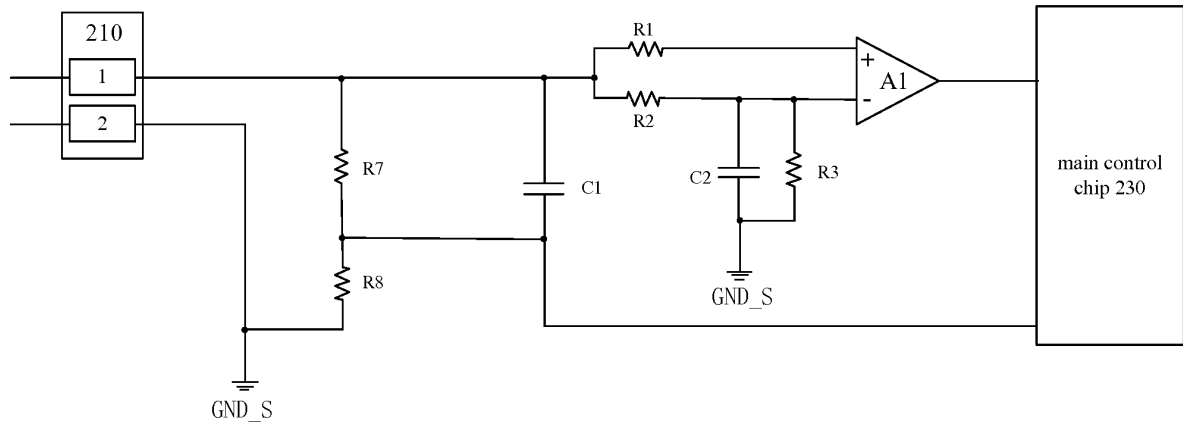 210
1
2
R1
R2
+
-
A1
R7
C1
C2
R3
R8
GND_S
GND_S
main control
chip 230